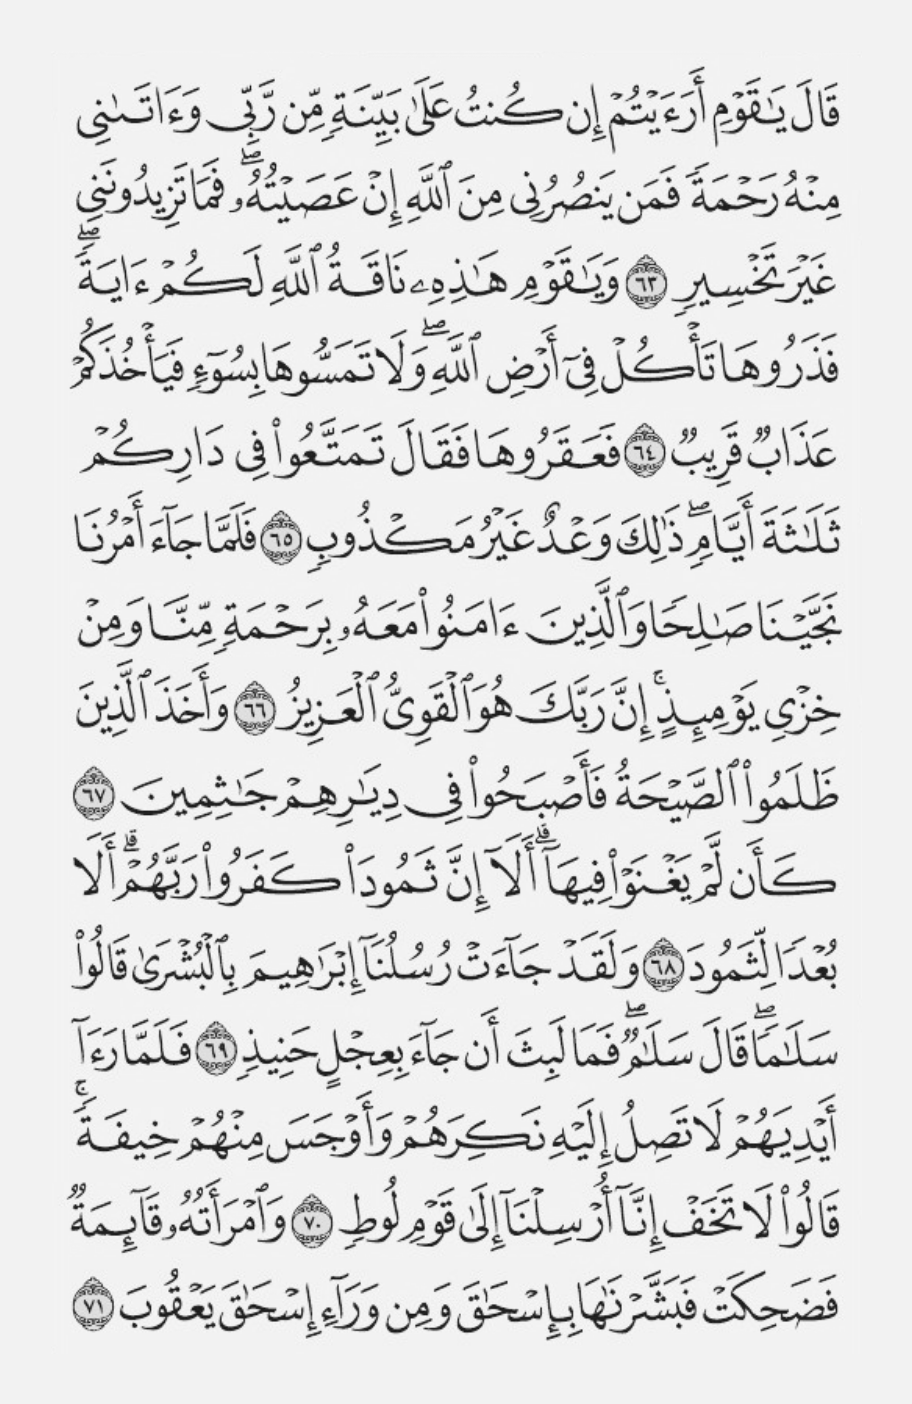 قَالَ يَٰقَوۡمِ أَرَءَيۡتُمۡ إِن كُنتُ عَلَىٰ بَيِّنَةٖ مِّن رَّبِّي وَءَاتَىٰنِي
مِنۡهُ رَحۡمَةٗ فَمَن يَنصُرُنِي مِنَ ٱللَّهِ إِنۡ عَصَيۡتُهُۥۖ فَمَا تَزِيدُونَنِي
غَيۡرَ تَخۡسِيرٖ ٦٣ وَيَٰقَوۡمِ هَٰذِهِۦ نَاقَةُ ٱللَّهِ لَكُمۡ ءَايَةٗۖ
فَذَرُوهَا تَأۡكُلۡ فِيٓ أَرۡضِ ٱللَّهِۖ وَلَا تَمَسُّوهَا بِسُوٓءٖ فَيَأۡخُذَكُمۡ
عَذَابٞ قَرِيبٞ ٦٤ فَعَقَرُوهَا فَقَالَ تَمَتَّعُواْ فِي دَارِكُمۡ
ثَلَٰثَةَ أَيَّامٖۖ ذَٰلِكَ وَعۡدٌ غَيۡرُ مَكۡذُوبٖ ٦٥ فَلَمَّا جَآءَ أَمۡرُنَا
نَجَّيۡنَا صَٰلِحٗا وَٱلَّذِينَ ءَامَنُواْ مَعَهُۥ بِرَحۡمَةٖ مِّنَّا وَمِنۡ
خِزۡيِ يَوۡمِئِذٍۚ إِنَّ رَبَّكَ هُوَ ٱلۡقَوِيُّ ٱلۡعَزِيزُ ٦٦ وَأَخَذَ ٱلَّذِينَ
ظَلَمُواْ ٱلصَّيۡحَةُ فَأَصۡبَحُواْ فِي دِيَٰرِهِمۡ جَٰثِمِينَ ٦٧
كَأَن لَّمۡ يَغۡنَوۡاْ فِيهَآۗ أَلَآ إِنَّ ثَمُودَاْ كَفَرُواْ رَبَّهُمۡۗ أَلَا
بُعۡدٗا لِّثَمُودَ ٦٨ وَلَقَدۡ جَآءَتۡ رُسُلُنَآ إِبۡرَٰهِيمَ بِٱلۡبُشۡرَىٰ قَالُواْ
سَلَٰمٗاۖ قَالَ سَلَٰمٞۖ فَمَا لَبِثَ أَن جَآءَ بِعِجۡلٍ حَنِيذٖ ٦٩ فَلَمَّا رَءَآ
أَيۡدِيَهُمۡ لَا تَصِلُ إِلَيۡهِ نَكِرَهُمۡ وَأَوۡجَسَ مِنۡهُمۡ خِيفَةٗۚ
قَالُواْ لَا تَخَفۡ إِنَّآ أُرۡسِلۡنَآ إِلَىٰ قَوۡمِ لُوطٖ ٧٠ وَٱمۡرَأَتُهُۥ قَآئِمَةٞ
فَضَحِكَتۡ فَبَشَّرۡنَٰهَا بِإِسۡحَٰقَ وَمِن وَرَآءِ إِسۡحَٰقَ يَعۡقُوبَ ٧١